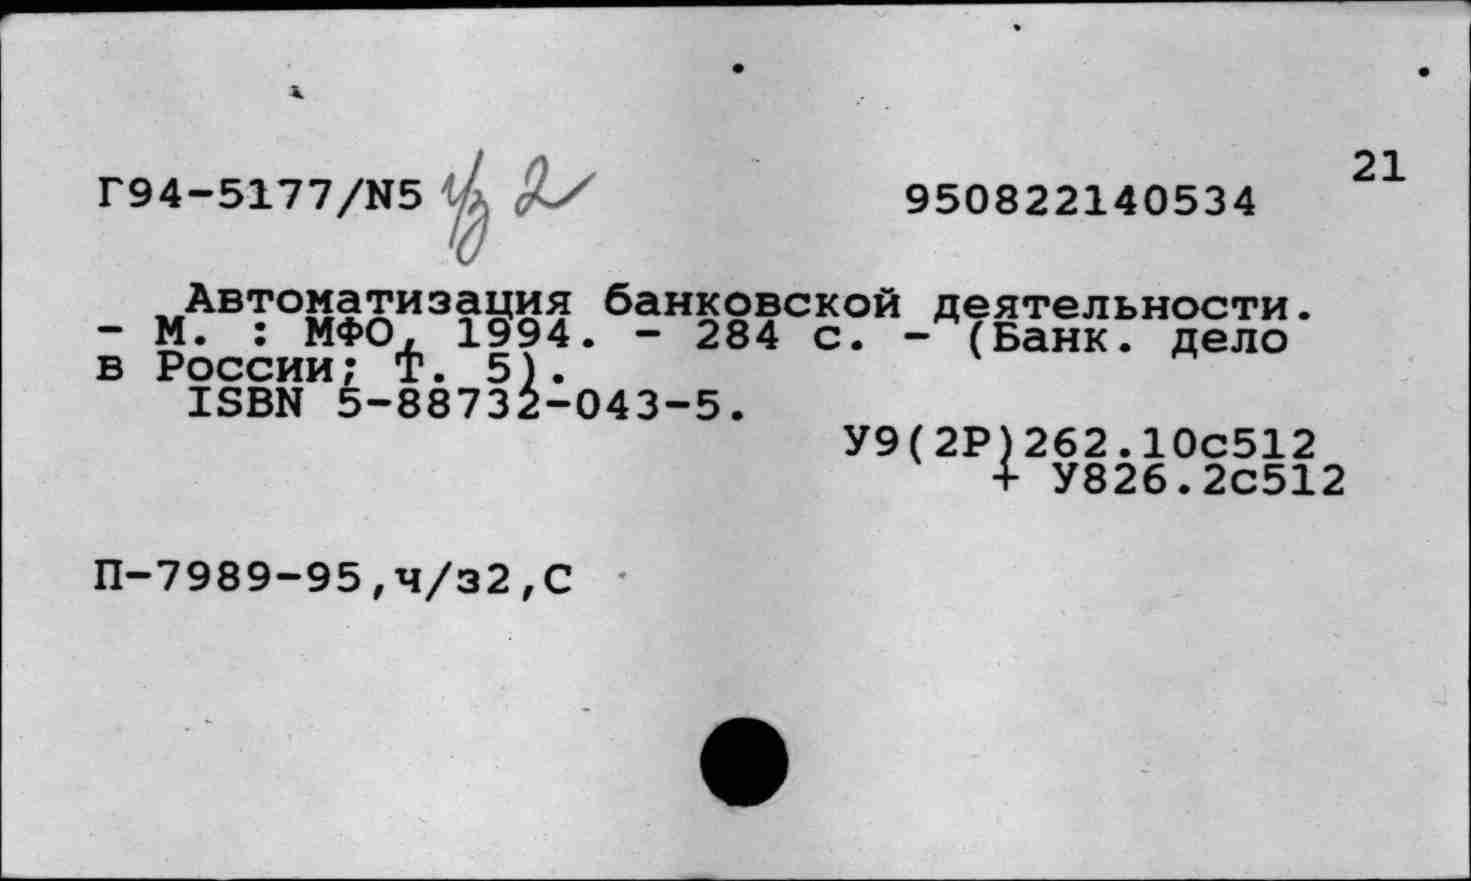 21
Г94-5177/N5 950822140534
Автоматизация банковской деятельности.
- М. : МФО, 1994. - 284 с. - (Банк. дело
в России; Т. 5).
ISBN 5-88732-043-5.
У9(2Р)262.10с512
+ У826.2с512
П-7989-95,ч/з2,С